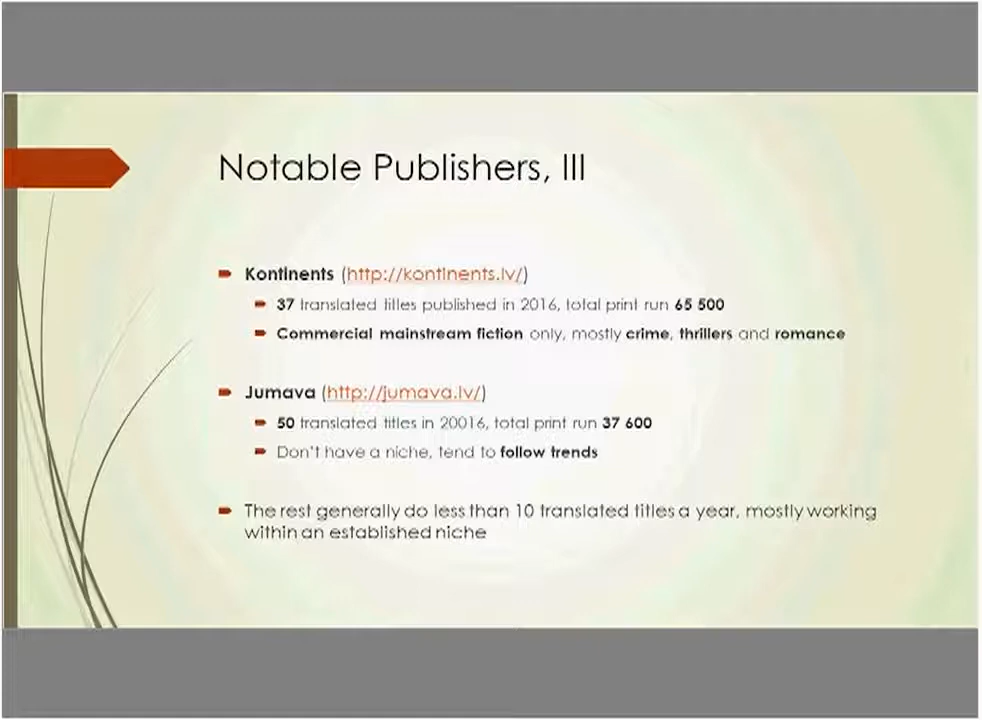 Notable Publishers, III
Kontinents (http://kontinents.lv/)
37 translated titles published in 2016, total print run 65 500
Commercial mainstream fiction only, mostly crime, thrillers and romance
Jumava (http://jumava.lv/)
50 translated titles in 20016, total print run 37 600
Don't have a niche, tend to follow trends
The rest generally do less than 10 translated titles a year, mostly working
within an established niche